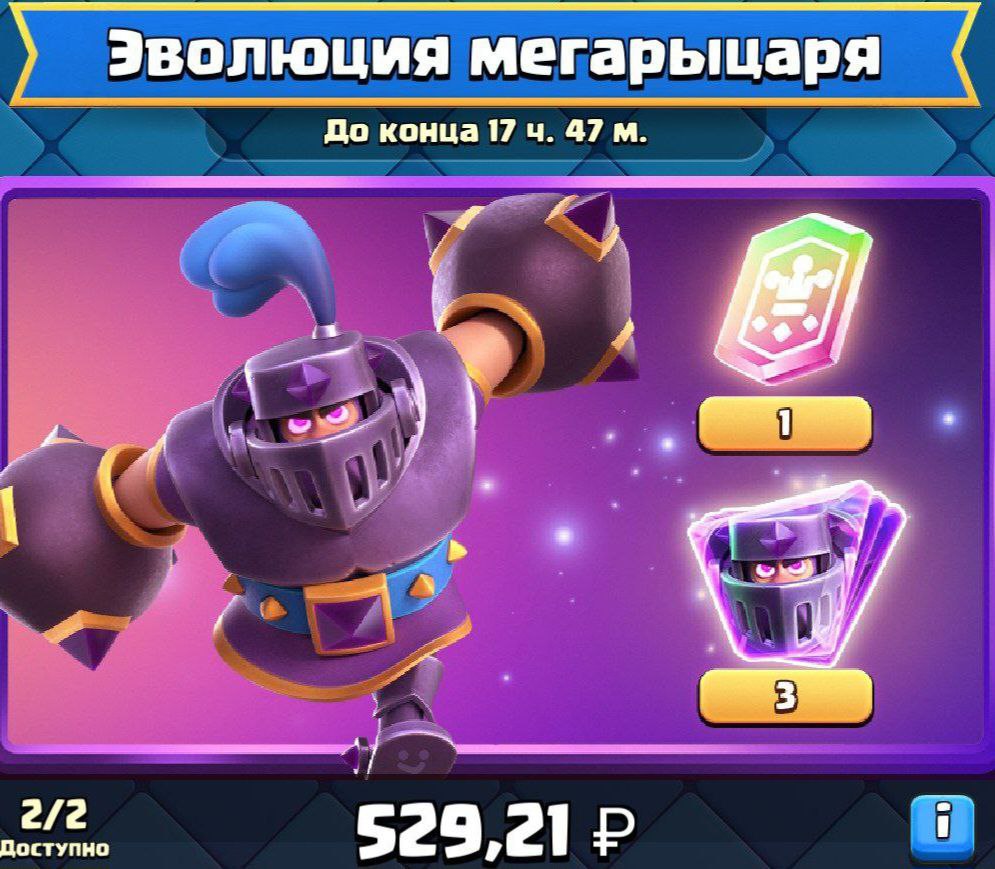 Эволюция мегарыцаря
До конца 17 ч. 47 м.
1
3
2/2
Доступно
529,21 ₽
i